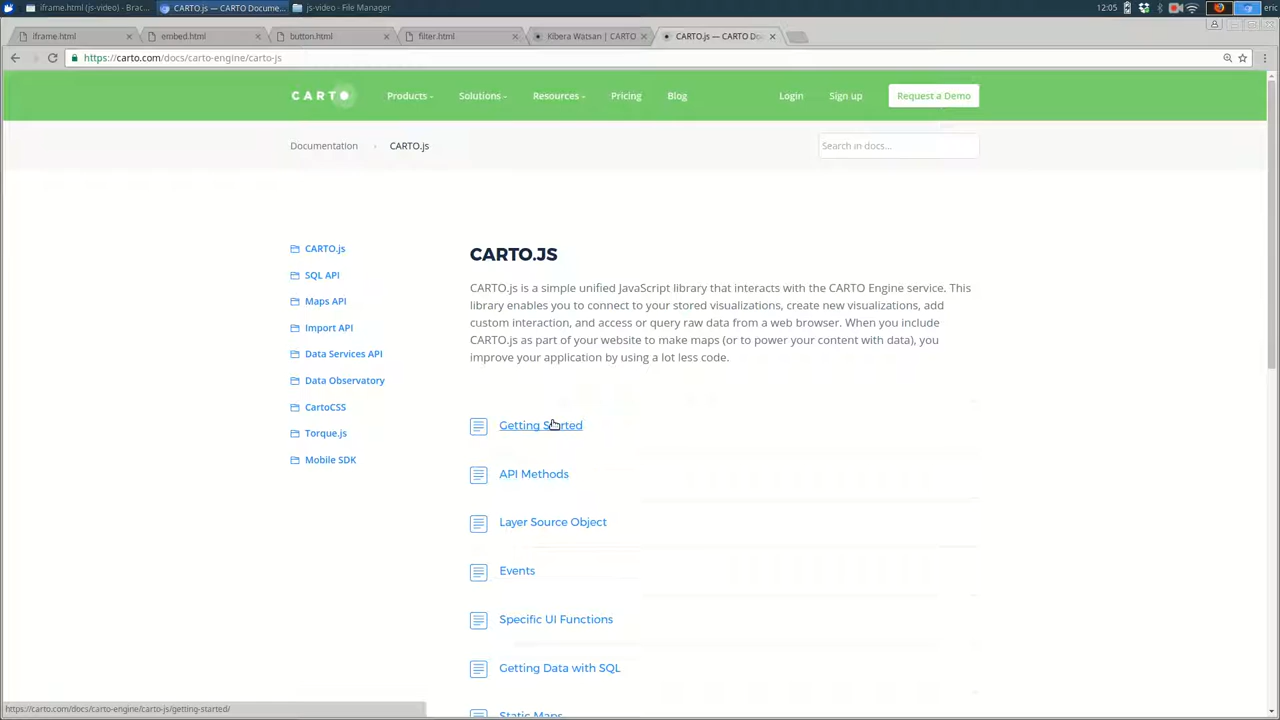 iframe.html (js-video) - Brac...
CARTO.js — CARTO Docume...
js-video - File Manager
12:05
eric
iframe.html
embed.html
button.html
filter.html
Kibera Watsan | CARTO
CARTO.js — CARTO Do
https://carto.com/docs/carto-engine/carto-js
CARTO
Products
Solutions
Resources
Pricing
Blog
Login
Sign up
Request a Demo
Documentation
›
CARTO.js
Search in docs...
CARTO.js
SQL API
Maps API
Import API
Data Services API
Data Observatory
CartoCSS
Torque.js
Mobile SDK
CARTO.JS
CARTO.js is a simple unified JavaScript library that interacts with the CARTO Engine service. This
library enables you to connect to your stored visualizations, create new visualizations, add
custom interaction, and access or query raw data from a web browser. When you include
CARTO.js as part of your website to make maps (or to power your content with data), you
improve your application by using a lot less code.
Getting Started
API Methods
Layer Source Object
Events
Specific UI Functions
Getting Data with SQL
Static Maps
https://carto.com/docs/carto-engine/carto-js/getting-started/